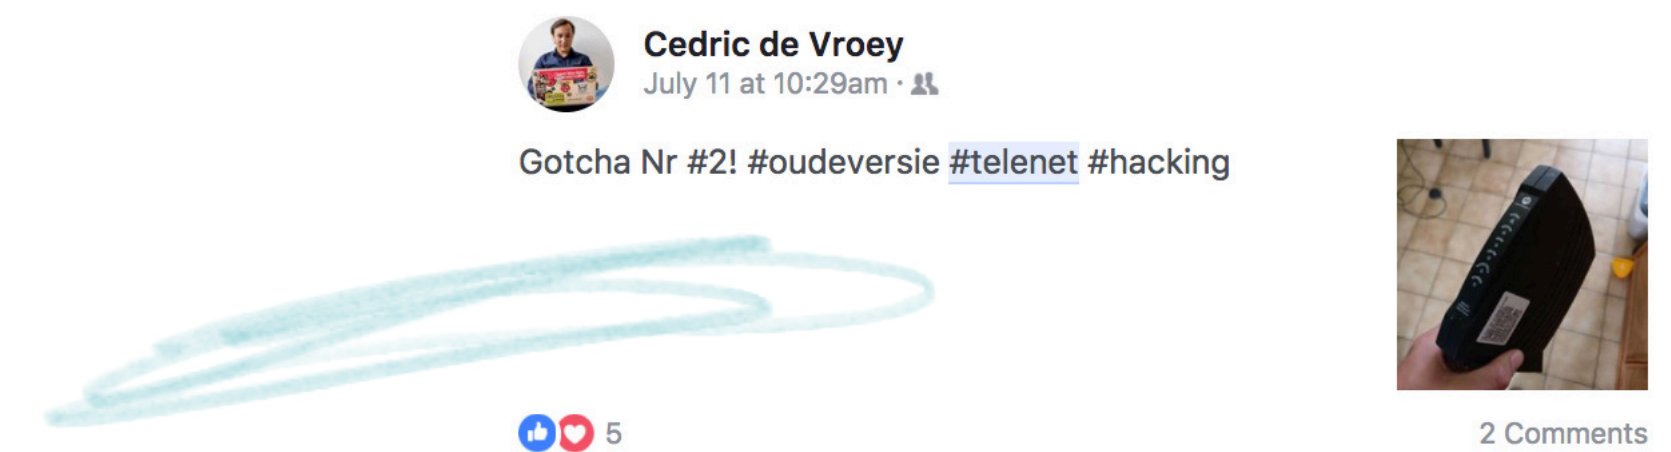 Cedric de Vroey
July 11 at 10:29am ·
Gotcha Nr #2! #oudeversie #telenet #hacking
5
2 Comments